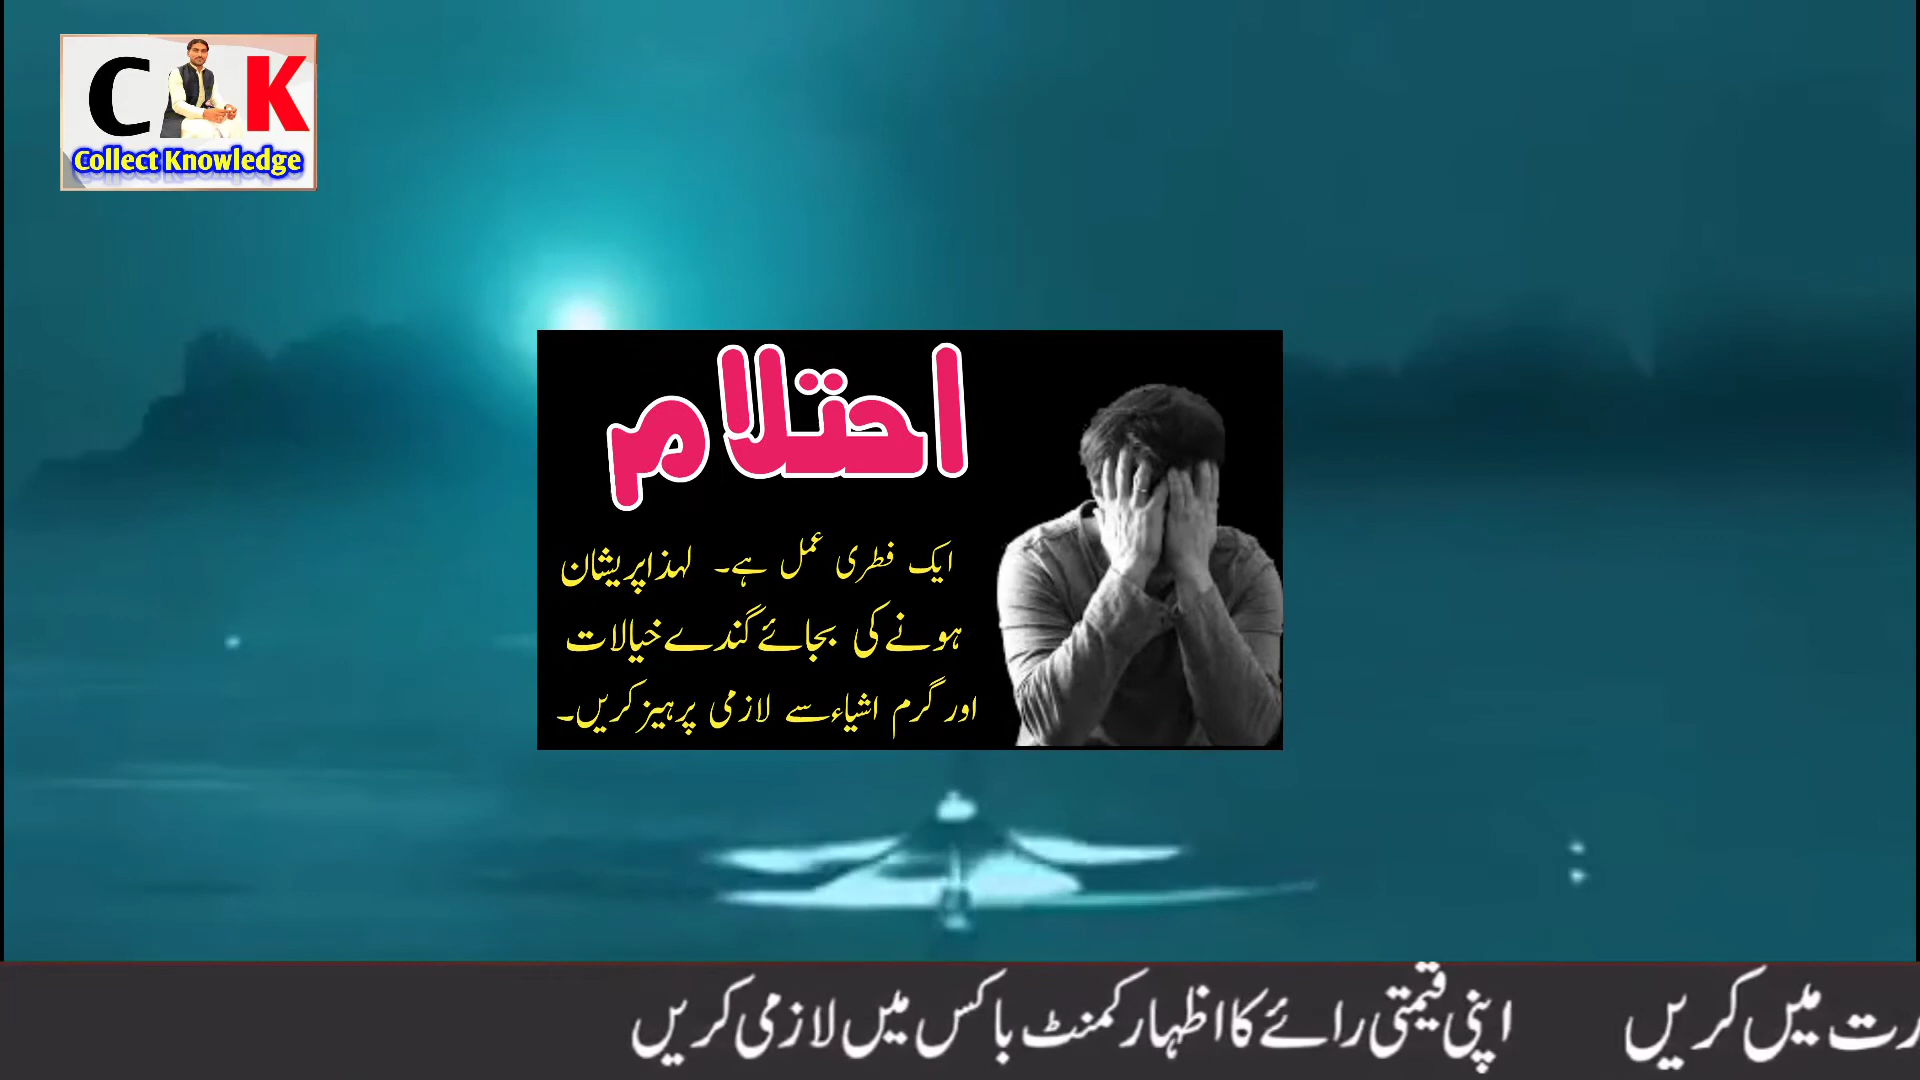 C K
Collect Knowledge
احتلام
ایک فطری عمل ہے۔ لہذا پریشان
ہونے کی بجائے گندے خیالات
اور گرم اشیاء سے لازمی پرہیز کریں۔
میں کریں اپنی قیمتی رائے کا اظہار کمنٹ باکس میں لازمی کریں